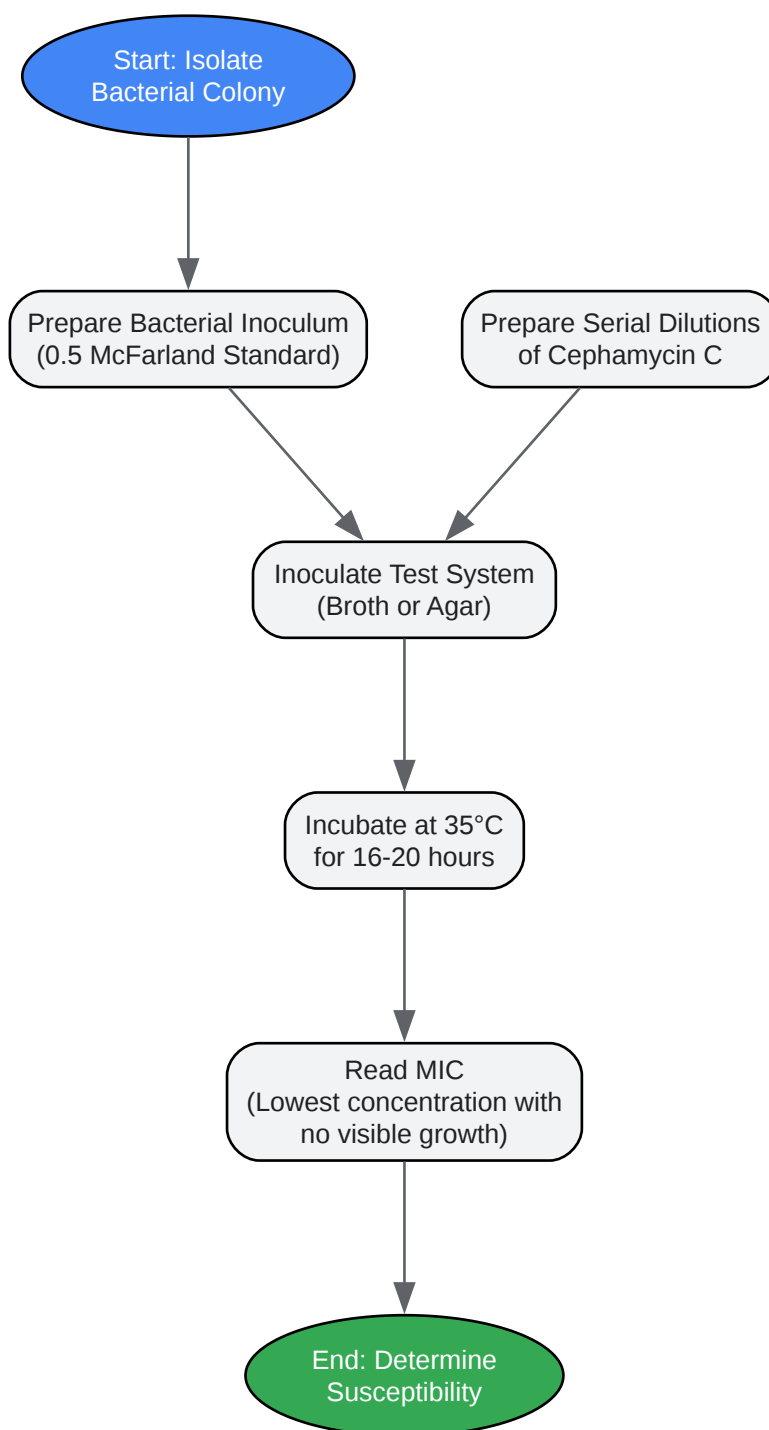 Start: Isolate
Bacterial Colony
Prepare Bacterial Inoculum
(0.5 McFarland Standard)
Prepare Serial Dilutions
of Cephamycin C
Inoculate Test System
(Broth or Agar)
Incubate at 35°C
for 16-20 hours
Read MIC
(Lowest concentration with
no visible growth)
End: Determine
Susceptibility